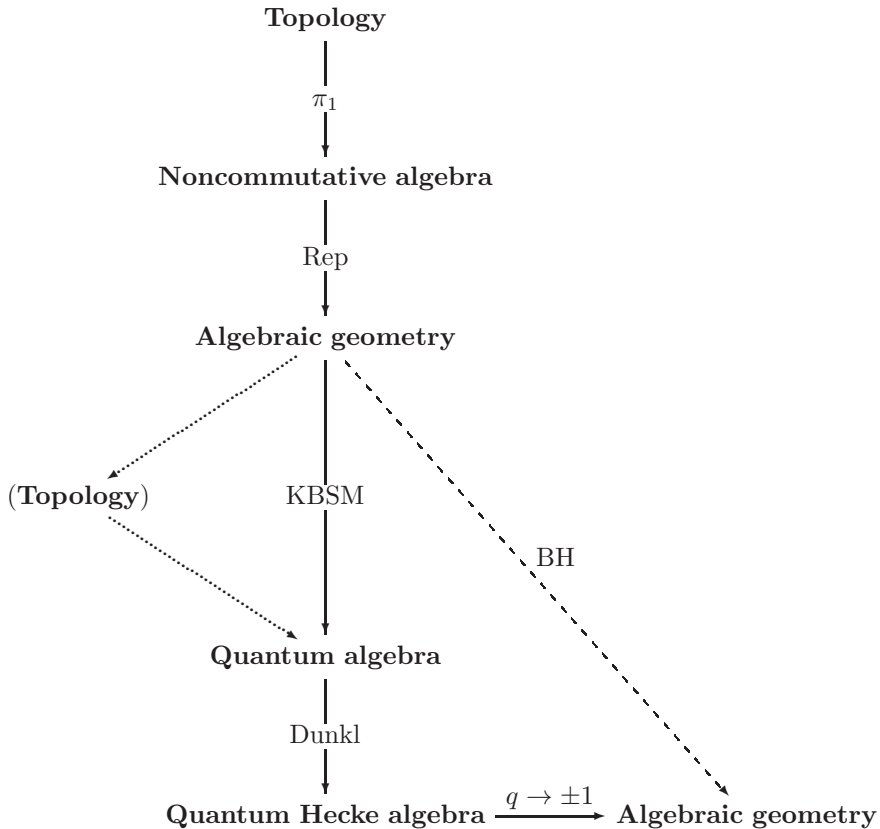 Topology
π₁
Noncommutative algebra
Rep
Algebraic geometry
(Topology)
KBSM
BH
Quantum algebra
Dunkl
Quantum Hecke algebra
q → ±1
Algebraic geometry